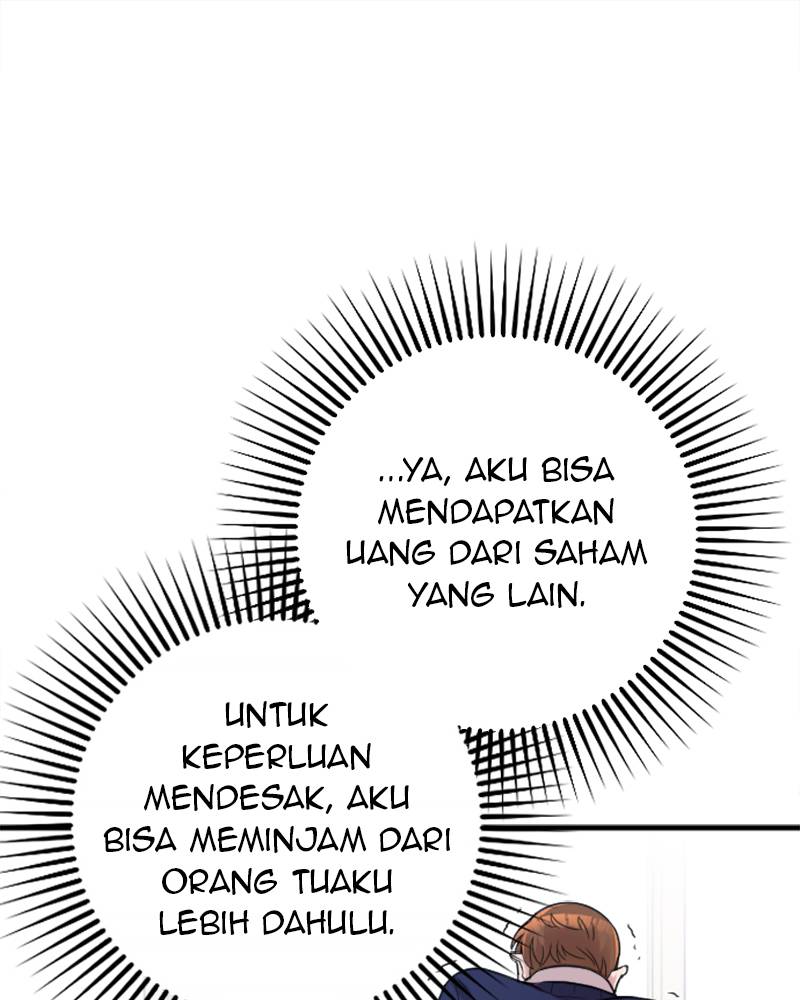 ...YA, AKU BISA
MENDAPATKAN
UANG DARI SAHAM
YANG LAIN.
UNTUK
KEPERLUAN
MENDESAK, AKU
BISA MEMINJAM DARI
ORANG TUAKU
LEBIH DAHULU.